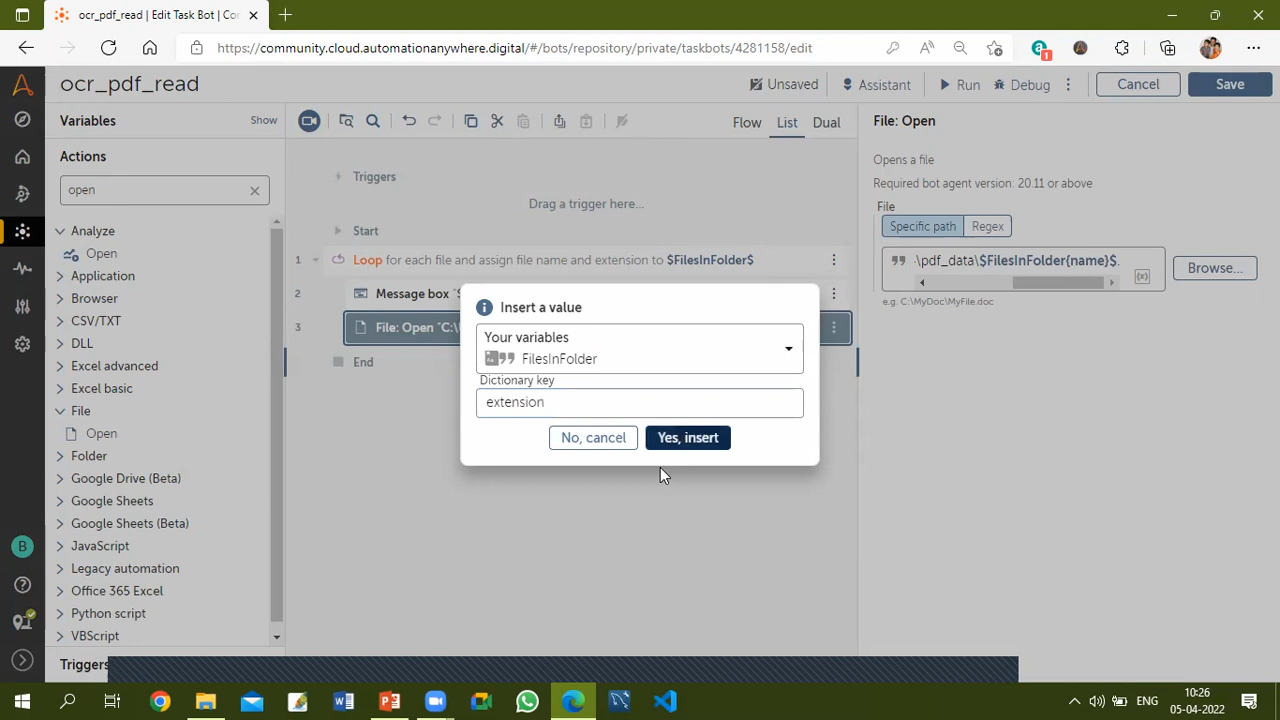 ocr_pdf_read | Edit Task Bot | Co
https://community.cloud.automationanywhere.digital/#/bots/repository/private/taskbots/4281158/edit
1
ocr_pdf_read
Unsaved
Assistant
Run
Debug
Cancel
Save
Variables
Show
Flow
List
Dual
File: Open
Actions
Opens a file
Required bot agent version: 20.11 or above
open
Triggers
Drag a trigger here...
File
Specific path
Regex
Start
Analyze
Open
1
Loop for each file and assign file name and extension to $FilesInFolder$
\pdf_data\$FilesInFolder{name}$.
Browse...
e.g. C:\MyDoc\MyFile.doc
Application
2
Message box
Browser
3
File: Open "C:\
CSV/TXT
DLL
End
Excel advanced
Excel basic
File
Open
Folder
Google Drive (Beta)
Google Sheets
Google Sheets (Beta)
JavaScript
Legacy automation
Office 365 Excel
Python script
VBScript
Triggers
Insert a value
Your variables
FilesInFolder
Dictionary key
extension
No, cancel
Yes, insert
B
ENG
10:26
05-04-2022